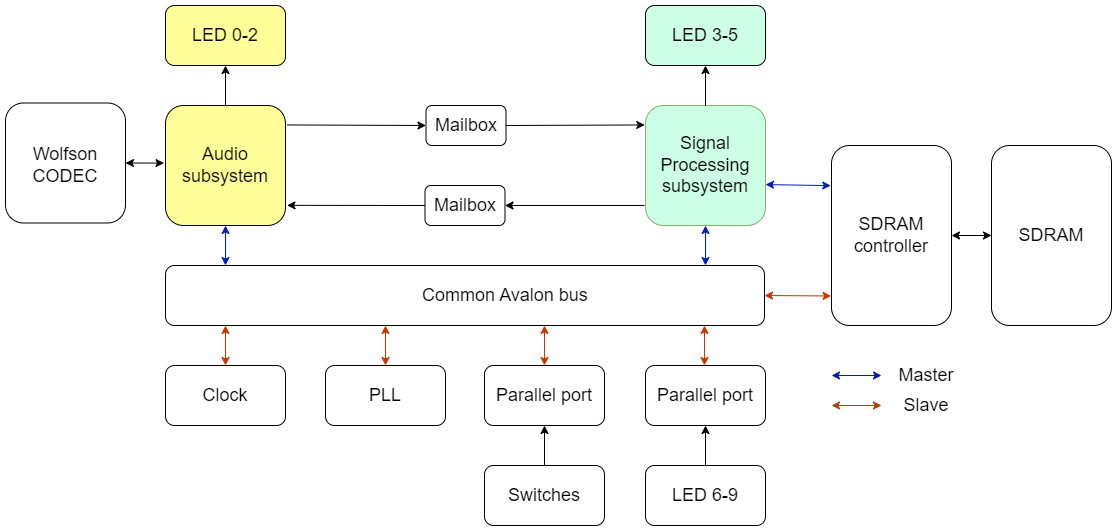 LED 0-2
LED 3-5
Wolfson
CODEC
Audio
subsystem
Mailbox
Mailbox
Signal
Processing
subsystem
SDRAM
controller
SDRAM
Common Avalon bus
Clock
PLL
Parallel port
Parallel port
Switches
LED 6-9
Master
Slave